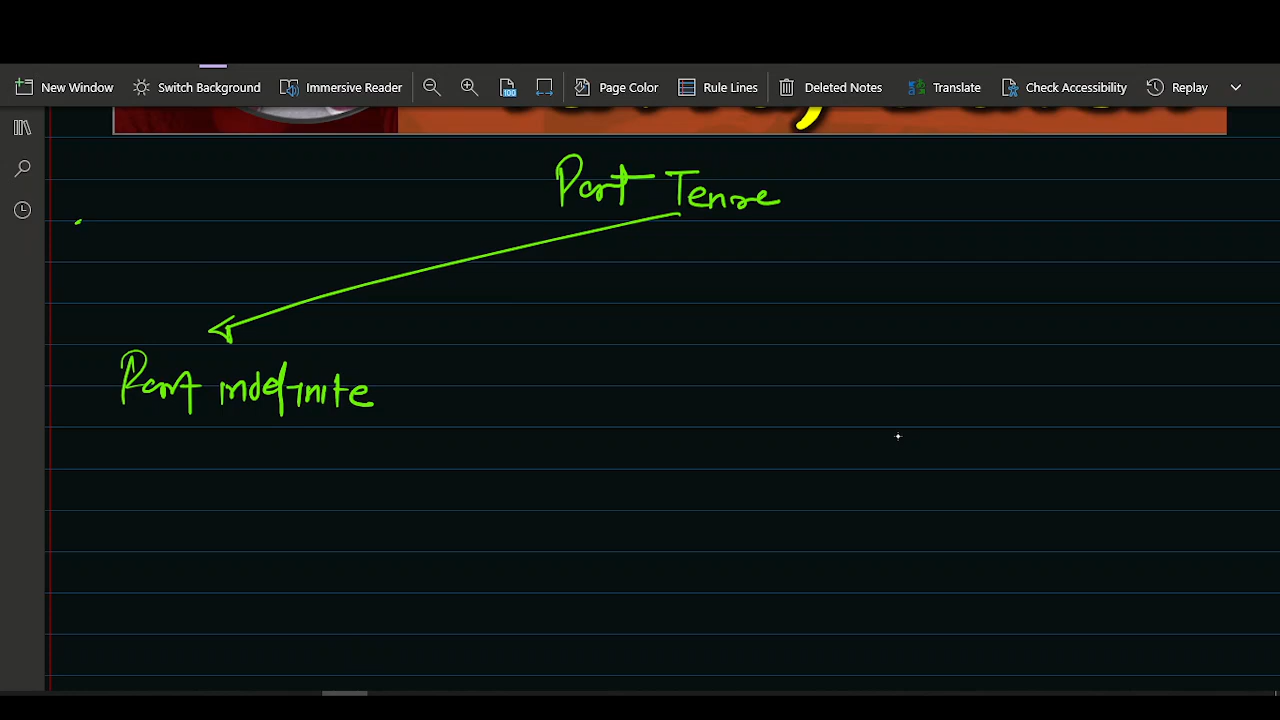 New Window Switch Background Immersive Reader Page Color Rule Lines Deleted Notes Translate Check Accessibility Replay
Past Tense
Past indefinite